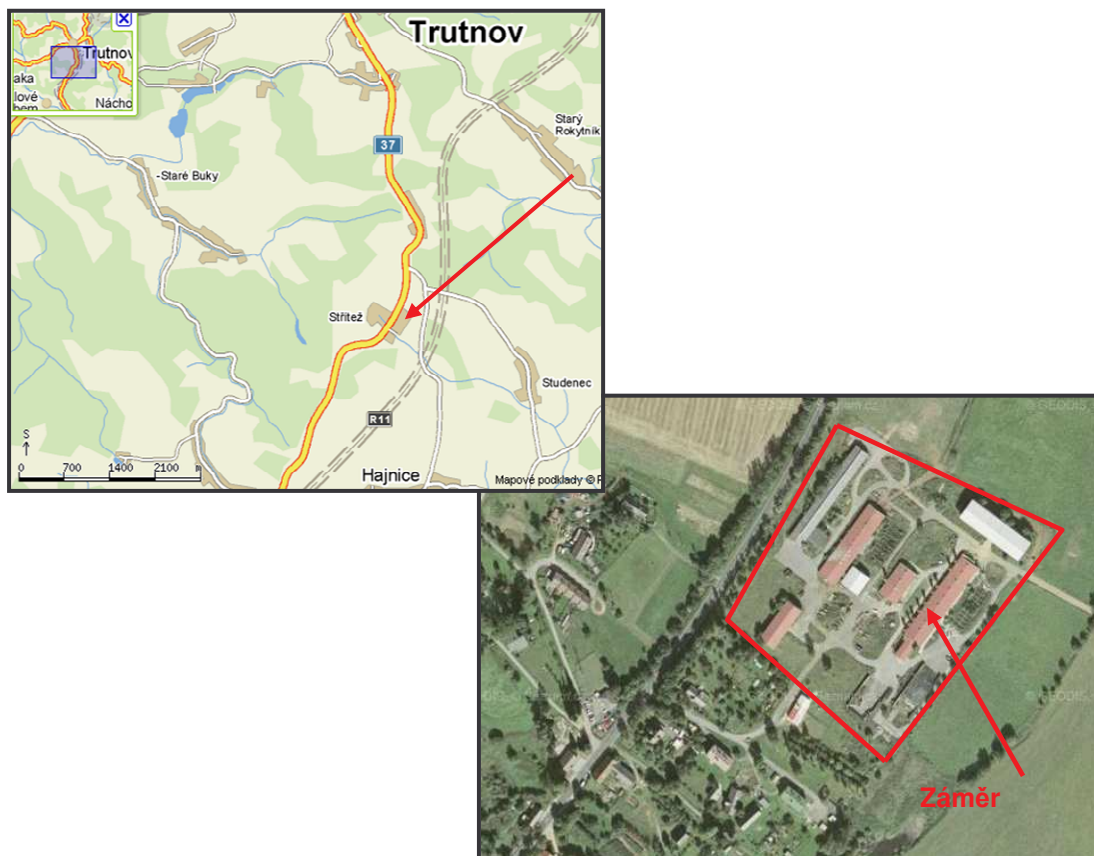 Trutnov
Trutnov
aka
lové
bem
Nácho
Starý
Rokytník
37
-Staré Buky
Střítež
Studenec
R11
S
0 700 1400 2100
Hajnice
Mapové podklady ©
© GEODIS
© GEODIS
Záměr